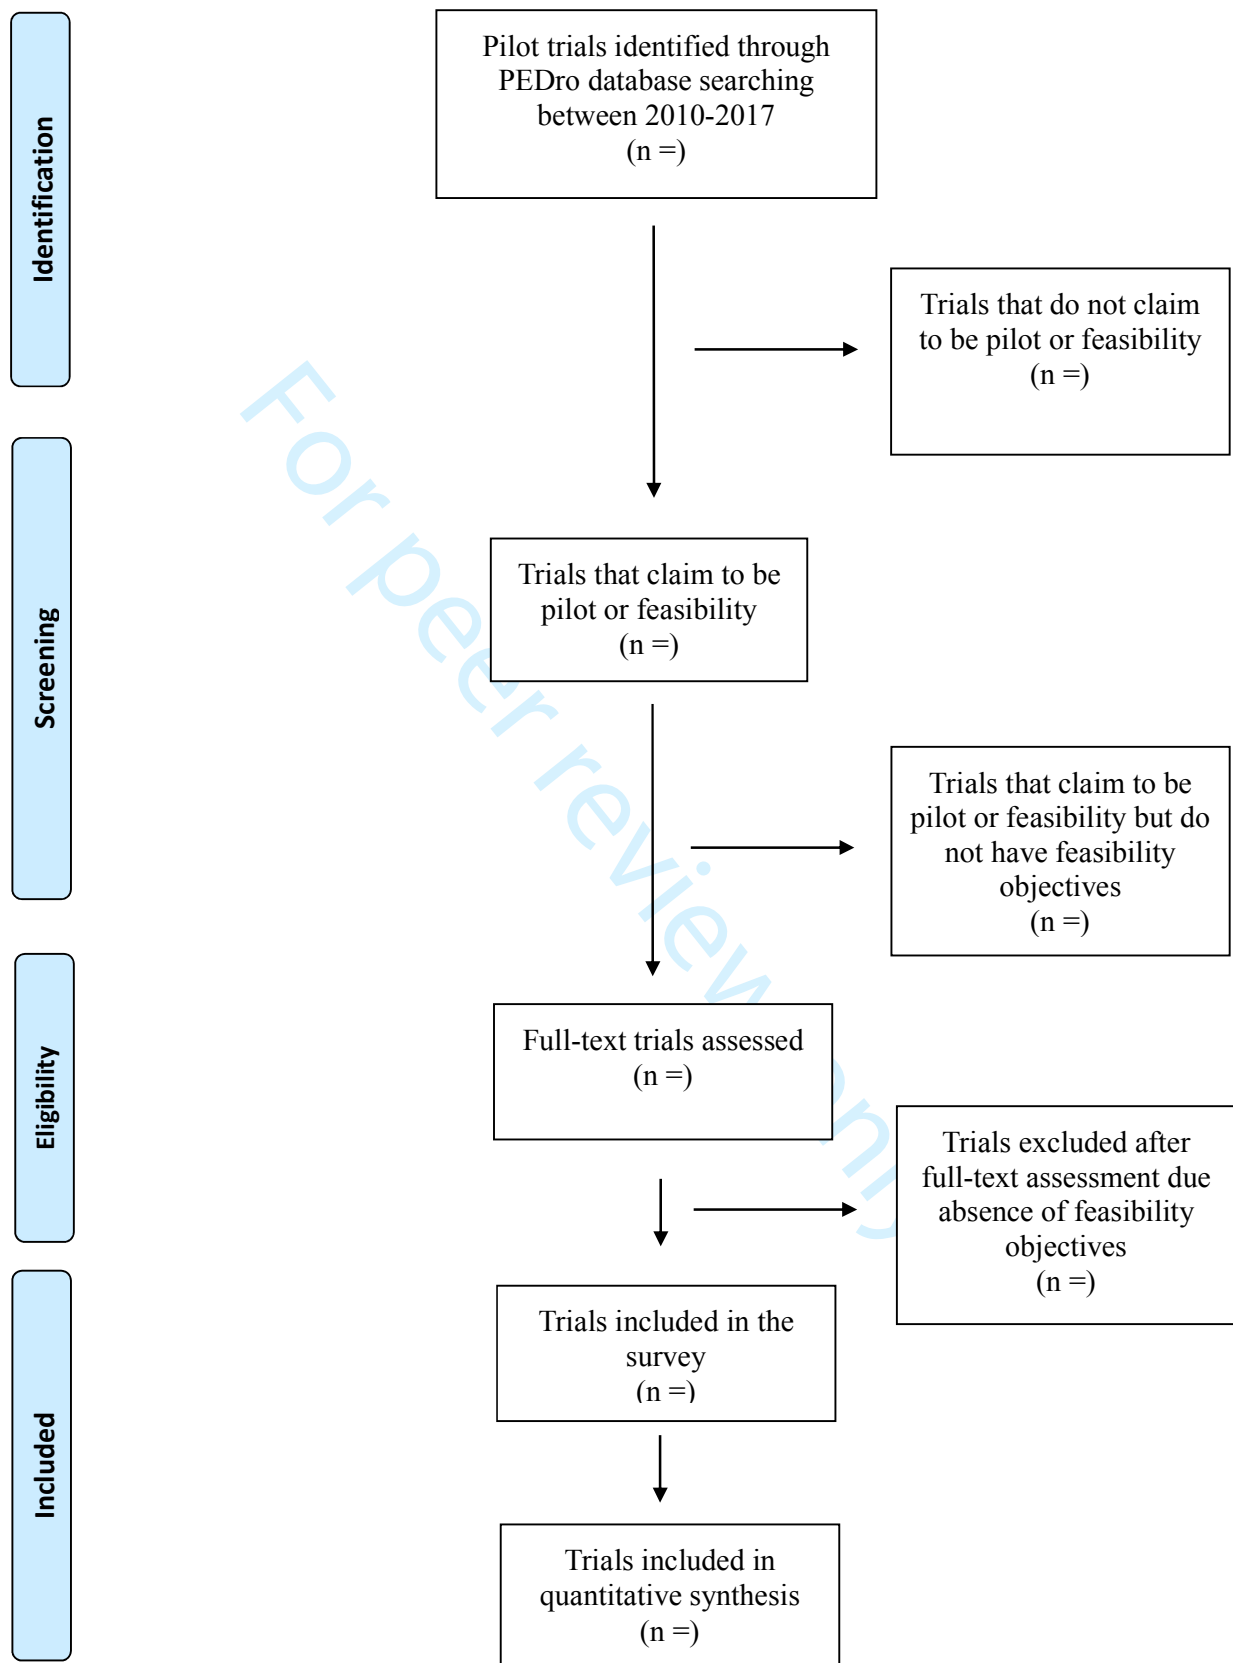 Identification
Pilot trials identified through
PEDro database searching
between 2010-2017
(n =)
Trials that do not claim
to be pilot or feasibility
(n =)
Screening
Trials that claim to be
pilot or feasibility
(n =)
Trials that claim to be
pilot or feasibility but do
not have feasibility
objectives
(n =)
Eligibility
Full-text trials assessed
(n =)
Trials excluded after
full-text assessment due
absence of feasibility
objectives
(n =)
Included
Trials included in the
survey
(n =)
Trials included in
quantitative synthesis
(n =)
For peer review only